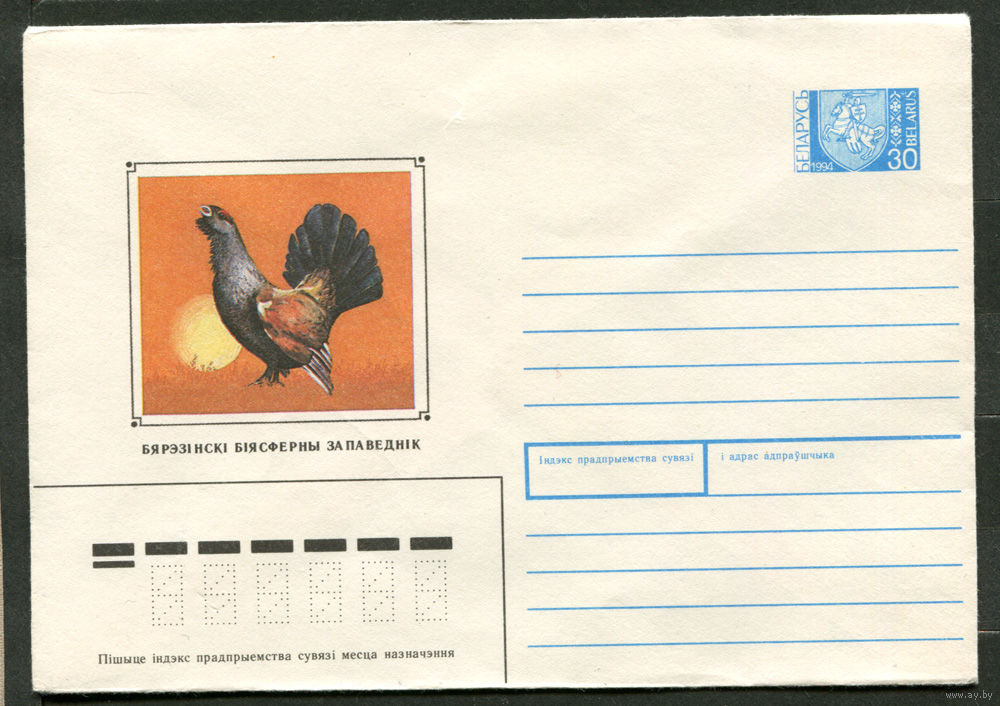 БЕЛАРУСЬ
1994
30
BELARUS
БЯРЭЗІНСКІ БІЯСФЕРНЫ ЗАПАВЕДНІК
Індэкс прадпрыемства сувязі
і адрас адпраўшчыка
Пішыце індэкс прадпрыемства сувязі месца назначэння
www.ay.by